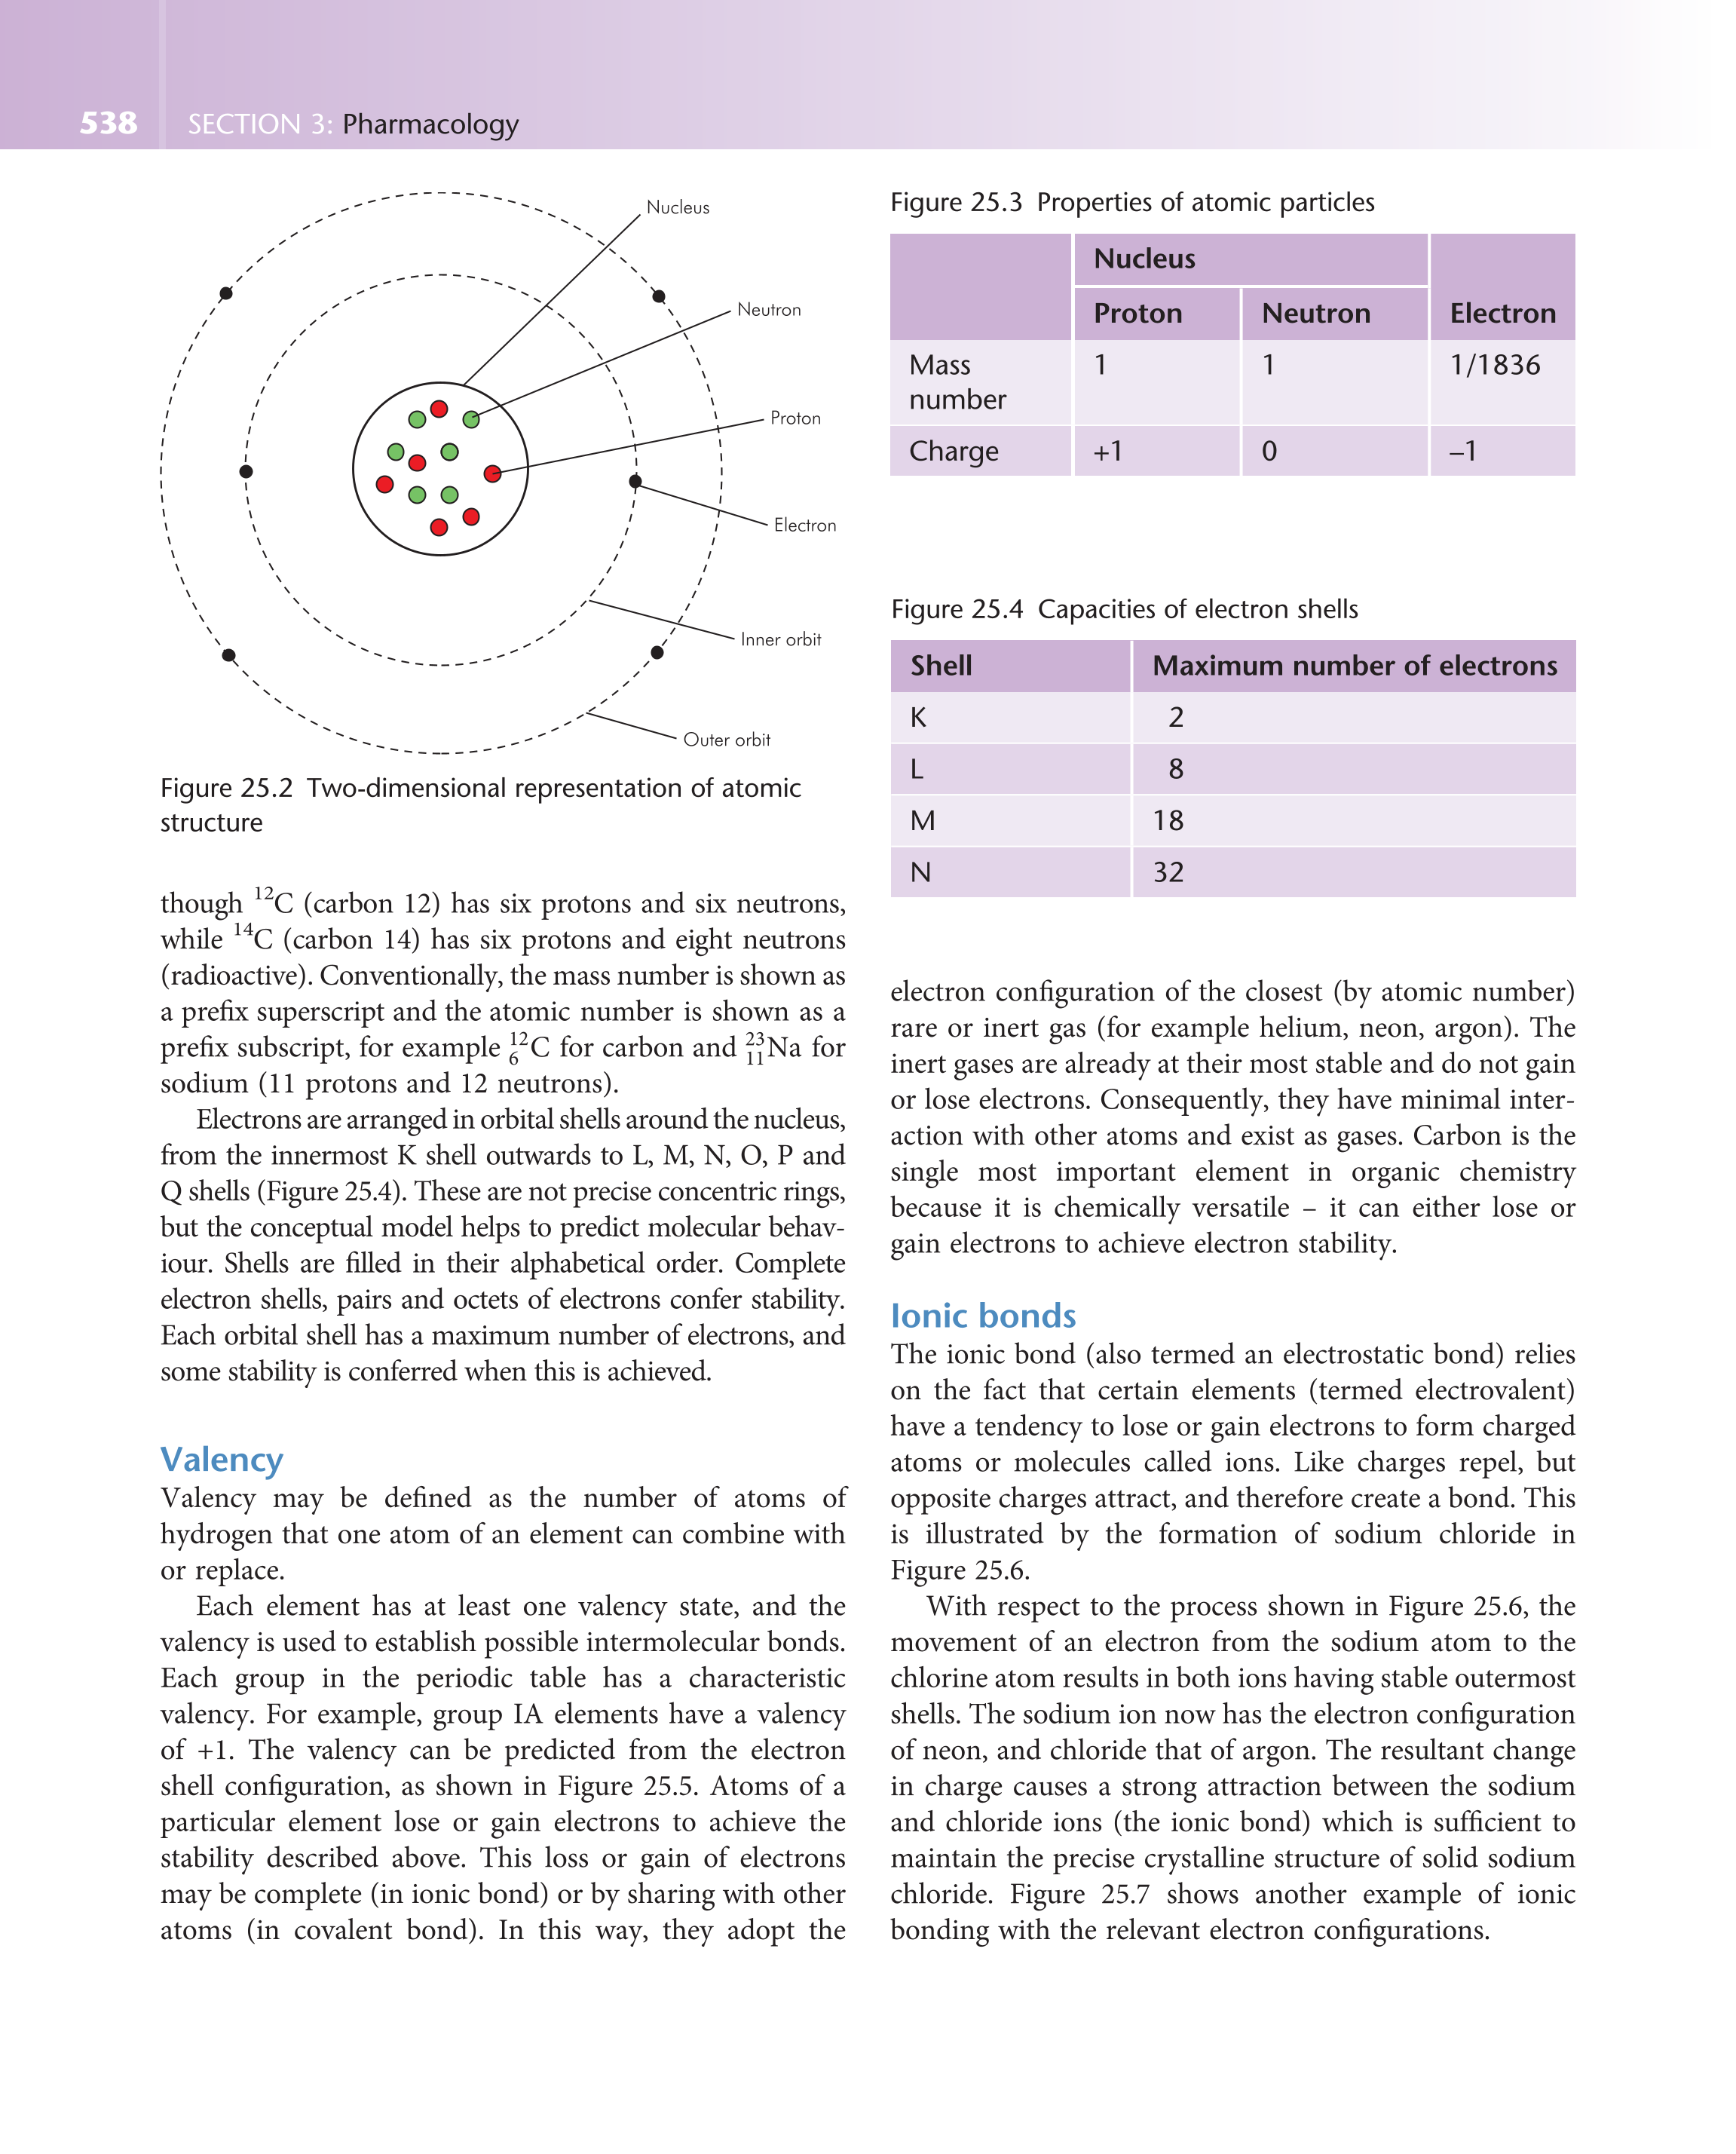 538 SECTION 3: Pharmacology
Nucleus
Neutron
Proton
Electron
Inner orbit
Outer orbit
Figure 25.2 Two-dimensional representation of atomic
structure
though ¹²C (carbon 12) has six protons and six neutrons,
while ¹⁴C (carbon 14) has six protons and eight neutrons
(radioactive). Conventionally, the mass number is shown as
a prefix superscript and the atomic number is shown as a
prefix subscript, for example ¹²₆C for carbon and ²³₁₁Na for
sodium (11 protons and 12 neutrons).
Electrons are arranged in orbital shells around the nucleus,
from the innermost K shell outwards to L, M, N, O, P and
Q shells (Figure 25.4). These are not precise concentric rings,
but the conceptual model helps to predict molecular behav-
iour. Shells are filled in their alphabetical order. Complete
electron shells, pairs and octets of electrons confer stability.
Each orbital shell has a maximum number of electrons, and
some stability is conferred when this is achieved.
Valency
Valency may be defined as the number of atoms of
hydrogen that one atom of an element can combine with
or replace.
Each element has at least one valency state, and the
valency is used to establish possible intermolecular bonds.
Each group in the periodic table has a characteristic
valency. For example, group IA elements have a valency
of +1. The valency can be predicted from the electron
shell configuration, as shown in Figure 25.5. Atoms of a
particular element lose or gain electrons to achieve the
stability described above. This loss or gain of electrons
may be complete (in ionic bond) or by sharing with other
atoms (in covalent bond). In this way, they adopt the
Figure 25.3 Properties of atomic particles
Nucleus
Proton Neutron Electron
Mass number 1 1 1/1836
Charge +1 0 –1
Figure 25.4 Capacities of electron shells
Shell Maximum number of electrons
K 2
L 8
M 18
N 32
electron configuration of the closest (by atomic number)
rare or inert gas (for example helium, neon, argon). The
inert gases are already at their most stable and do not gain
or lose electrons. Consequently, they have minimal inter-
action with other atoms and exist as gases. Carbon is the
single most important element in organic chemistry
because it is chemically versatile – it can either lose or
gain electrons to achieve electron stability.
Ionic bonds
The ionic bond (also termed an electrostatic bond) relies
on the fact that certain elements (termed electrovalent)
have a tendency to lose or gain electrons to form charged
atoms or molecules called ions. Like charges repel, but
opposite charges attract, and therefore create a bond. This
is illustrated by the formation of sodium chloride in
Figure 25.6.
With respect to the process shown in Figure 25.6, the
movement of an electron from the sodium atom to the
chlorine atom results in both ions having stable outermost
shells. The sodium ion now has the electron configuration
of neon, and chloride that of argon. The resultant change
in charge causes a strong attraction between the sodium
and chloride ions (the ionic bond) which is sufficient to
maintain the precise crystalline structure of solid sodium
chloride. Figure 25.7 shows another example of ionic
bonding with the relevant electron configurations.